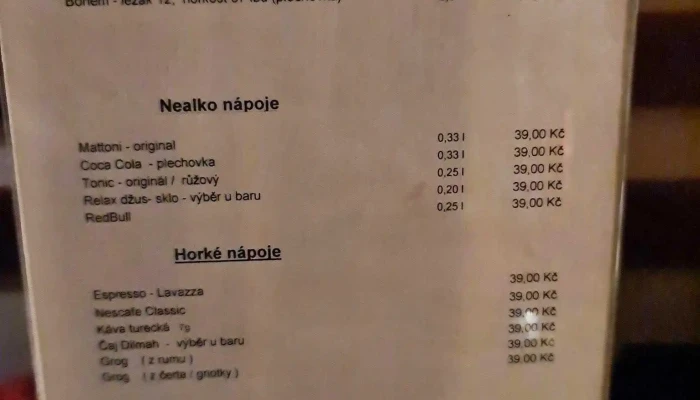 Nealko nápoje
Mattoni - original 0,33 l 39,00 Kč
Coca Cola - plechovka 0,33 l 39,00 Kč
Tonic - originál / růžový 0,25 l 39,00 Kč
Relax džus- sklo - výběr u baru 0,20 l 39,00 Kč
RedBull 0,25 l 39,00 Kč
Horké nápoje
Espresso - Lavazza 39,00 Kč
Nescafe Classic 39,00 Kč
Káva turecká 7g 39,00 Kč
Čaj Dilmah - výběr u baru 39,00 Kč
Grog ( z rumu ) 39,00 Kč
Grog ( z čerta / griotky ) 39,00 Kč